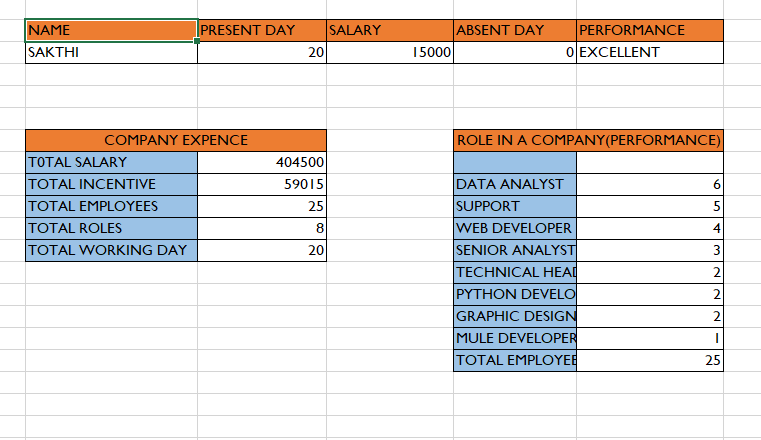 NAME PRESENT DAY SALARY ABSENT DAY PERFORMANCE
SAKTHI 20 15000 0 EXCELLENT
COMPANY EXPENCE
TOTAL SALARY 404500
TOTAL INCENTIVE 59015
TOTAL EMPLOYEES 25
TOTAL ROLES 8
TOTAL WORKING DAY 20
ROLE IN A COMPANY(PERFORMANCE)
DATA ANALYST 6
SUPPORT 5
WEB DEVELOPER 4
SENIOR ANALYST 3
TECHNICAL HEAD 2
PYTHON DEVELO 2
GRAPHIC DESIGN 2
MULE DEVELOPER 1
TOTAL EMPLOYEE 25